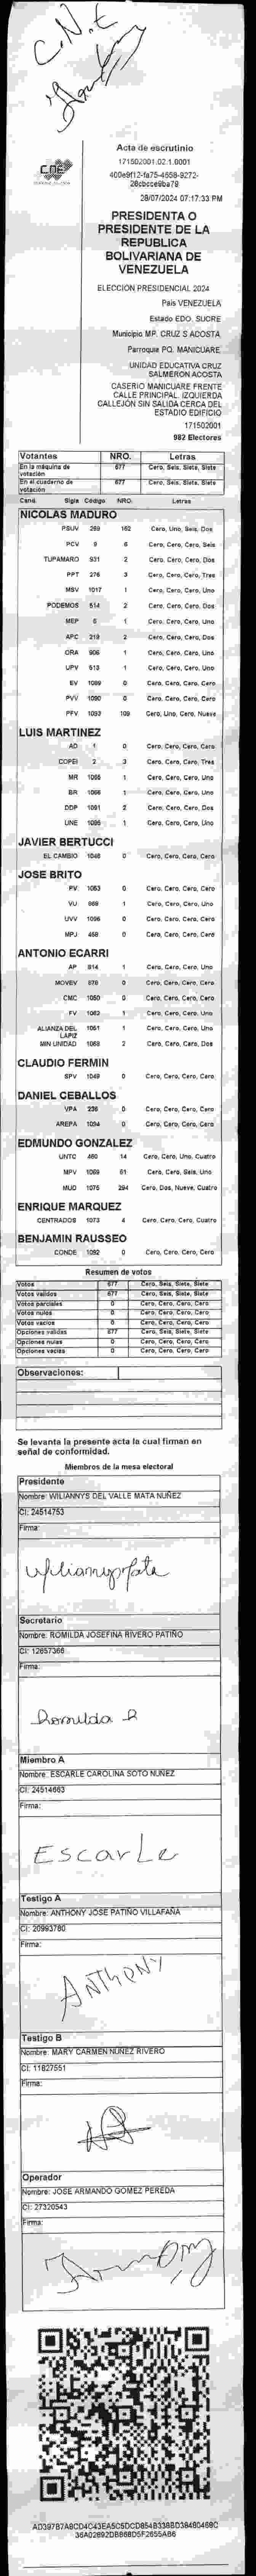 C.N.E
CNE
Acta de escrutinio
171502001.02.1.0001
400e9f12-fa75-4658-9272-
28/07/2024 07:17:33 PM
PRESIDENTA O
PRESIDENTE DE LA
REPUBLICA
BOLIVARIANA DE
VENEZUELA
ELECCIÓN PRESIDENCIAL 2024
País VENEZUELA
Estado EDO. SUCRE
Municipio MP. CRUZ S ACOSTA
Parroquia PQ. MANICUARE
UNIDAD EDUCATIVA CRUZ
SALMERON ACOSTA
CASERIO MANICUARE FRENTE
CALLE PRINCIPAL. IZQUIERDA
CALLEJÓN SIN SALIDA CERCA DEL
ESTADIO EDIFICIO
171502001
982 Electores
Votantes NRO. Letras
En la máquina de votación 677 Cero, Seis, Siete, Siete
En el cuaderno de votación 677 Cero, Seis, Siete, Siete
Cand. Sigla Código NRO. Letras
NICOLAS MADURO
PSUV 269 162 Cero, Uno, Seis, Dos
PCV 9 6 Cero, Cero, Cero, Seis
TUPAMARO 931 2 Cero, Cero, Cero, Dos
PPT 276 3 Cero, Cero, Cero, Tres
MSV 1017 1 Cero, Cero, Cero, Uno
PODEMOS 514 2 Cero, Cero, Cero, Dos
MEP 6 1 Cero, Cero, Cero, Uno
APC 219 2 Cero, Cero, Cero, Dos
ORA 906 1 Cero, Cero, Cero, Uno
UPV 513 1 Cero, Cero, Cero, Uno
EV 1089 0 Cero, Cero, Cero, Cero
PVV 1090 0 Cero, Cero, Cero, Cero
PFV 1093 109 Cero, Uno, Cero, Nueve
LUIS MARTINEZ
AD 1 0 Cero, Cero, Cero, Cero
COPEI 2 3 Cero, Cero, Cero, Tres
MR 1065 1 Cero, Cero, Cero, Uno
BR 1066 1 Cero, Cero, Cero, Uno
DDP 1091 2 Cero, Cero, Cero, Dos
UNE 1095 1 Cero, Cero, Cero, Uno
JAVIER BERTUCCI
EL CAMBIO 1048 0 Cero, Cero, Cero, Cero
JOSE BRITO
PV 1053 0 Cero, Cero, Cero, Cero
VU 968 1 Cero, Cero, Cero, Uno
UVV 1096 0 Cero, Cero, Cero, Cero
MPJ 458 0 Cero, Cero, Cero, Cero
ANTONIO ECARRI
AP 814 1 Cero, Cero, Cero, Uno
MOVEV 978 0 Cero, Cero, Cero, Cero
CMC 1050 0 Cero, Cero, Cero, Cero
FV 1063 1 Cero, Cero, Cero, Uno
ALIANZA DEL LAPIZ 1051 1 Cero, Cero, Cero, Uno
MIN UNIDAD 1068 2 Cero, Cero, Cero, Dos
CLAUDIO FERMIN
SPV 1049 0 Cero, Cero, Cero, Cero
DANIEL CEBALLOS
VPA 236 0 Cero, Cero, Cero, Cero
AREPA 1094 0 Cero, Cero, Cero, Cero
EDMUNDO GONZALEZ
UNTC 460 14 Cero, Cero, Uno, Cuatro
MPV 1069 61 Cero, Cero, Seis, Uno
MUD 1075 294 Cero, Dos, Nueve, Cuatro
ENRIQUE MARQUEZ
CENTRADOS 1073 4 Cero, Cero, Cero, Cuatro
BENJAMIN RAUSSEO
CONDE 1092 0 Cero, Cero, Cero, Cero
Resumen de votos
Votos 677 Cero, Seis, Siete, Siete
Votos válidos 677 Cero, Seis, Siete, Siete
Votos parciales 0 Cero, Cero, Cero, Cero
Votos nulos 0 Cero, Cero, Cero, Cero
Votos vacíos 0 Cero, Cero, Cero, Cero
Opciones válidas 677 Cero, Seis, Siete, Siete
Opciones nulas 0 Cero, Cero, Cero, Cero
Opciones vacías 0 Cero, Cero, Cero, Cero
Observaciones:
Se levanta la presente acta la cual firman en
señal de conformidad.
Miembros de la mesa electoral
Presidente
Nombre: WILIANNYS DEL VALLE MATA NUÑEZ
CI: 24514753
Firma:
Secretario
Nombre: ROMILDA JOSEFINA RIVERO PATIÑO
CI: 12657366
Firma:
Romilda R
Miembro A
Nombre: ESCARLE CAROLINA SOTO NUÑEZ
CI: 24514663
Firma:
EscarLe
Testigo A
Nombre: ANTHONY JOSE PATIÑO VILLAFAÑA
CI: 20993780
Firma:
ANTHONY
Testigo B
Nombre: MARY CARMEN NUÑEZ RIVERO
CI: 11827551
Firma:
Operador
Nombre: JOSE ARMANDO GOMEZ PEREDA
CI: 27320543
Firma: